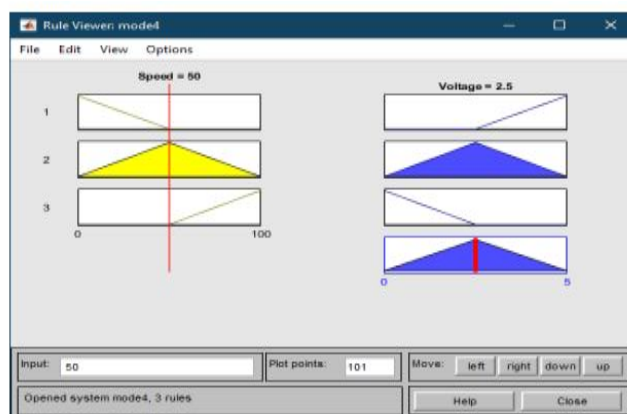 Rule Viewer: mode4
File Edit View Options
Speed = 50
Voltage = 2.5
1
2
3
0 100
0 5
Input: 50 Plot points: 101 Move: left right down up
Opened system mode4, 3 rules Help Close